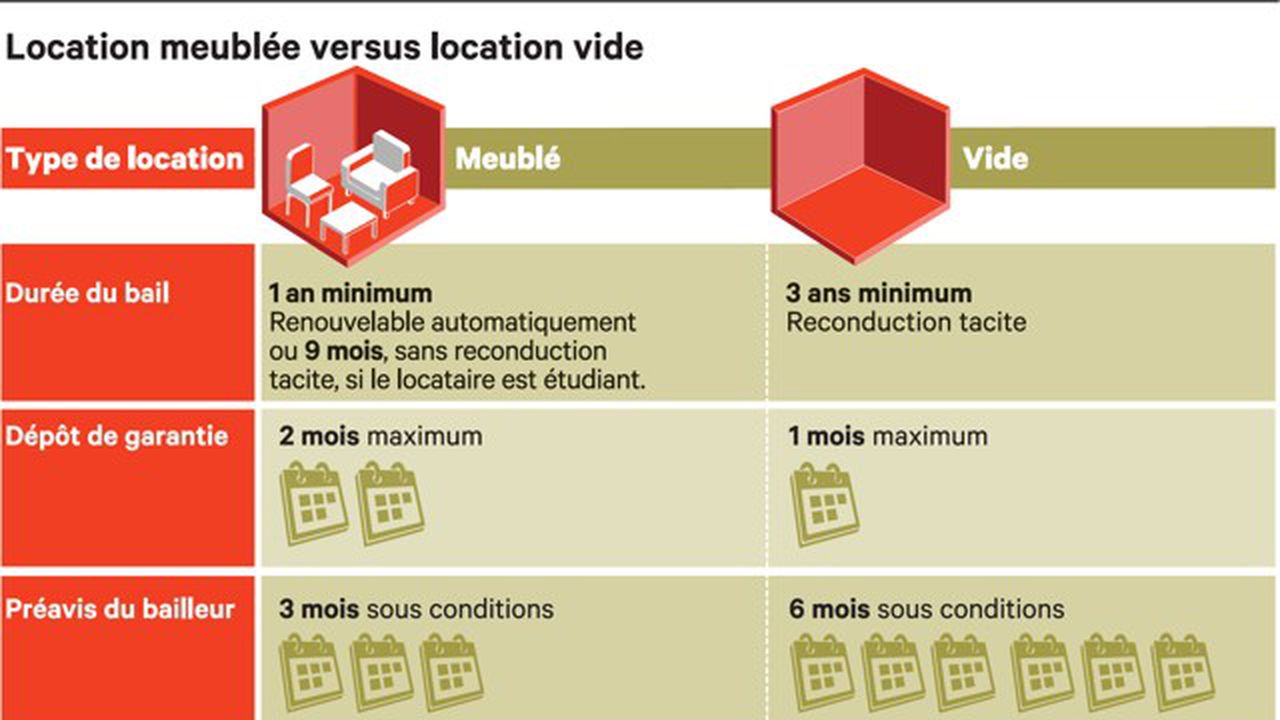 Location meublée versus location vide
Type de location
Meublé
Vide
Durée du bail
1 an minimum
Renouvelable automatiquement
ou 9 mois, sans reconduction
tacite, si le locataire est étudiant.
3 ans minimum
Reconduction tacite
Dépôt de garantie
2 mois maximum
1 mois maximum
Préavis du bailleur
3 mois sous conditions
6 mois sous conditions